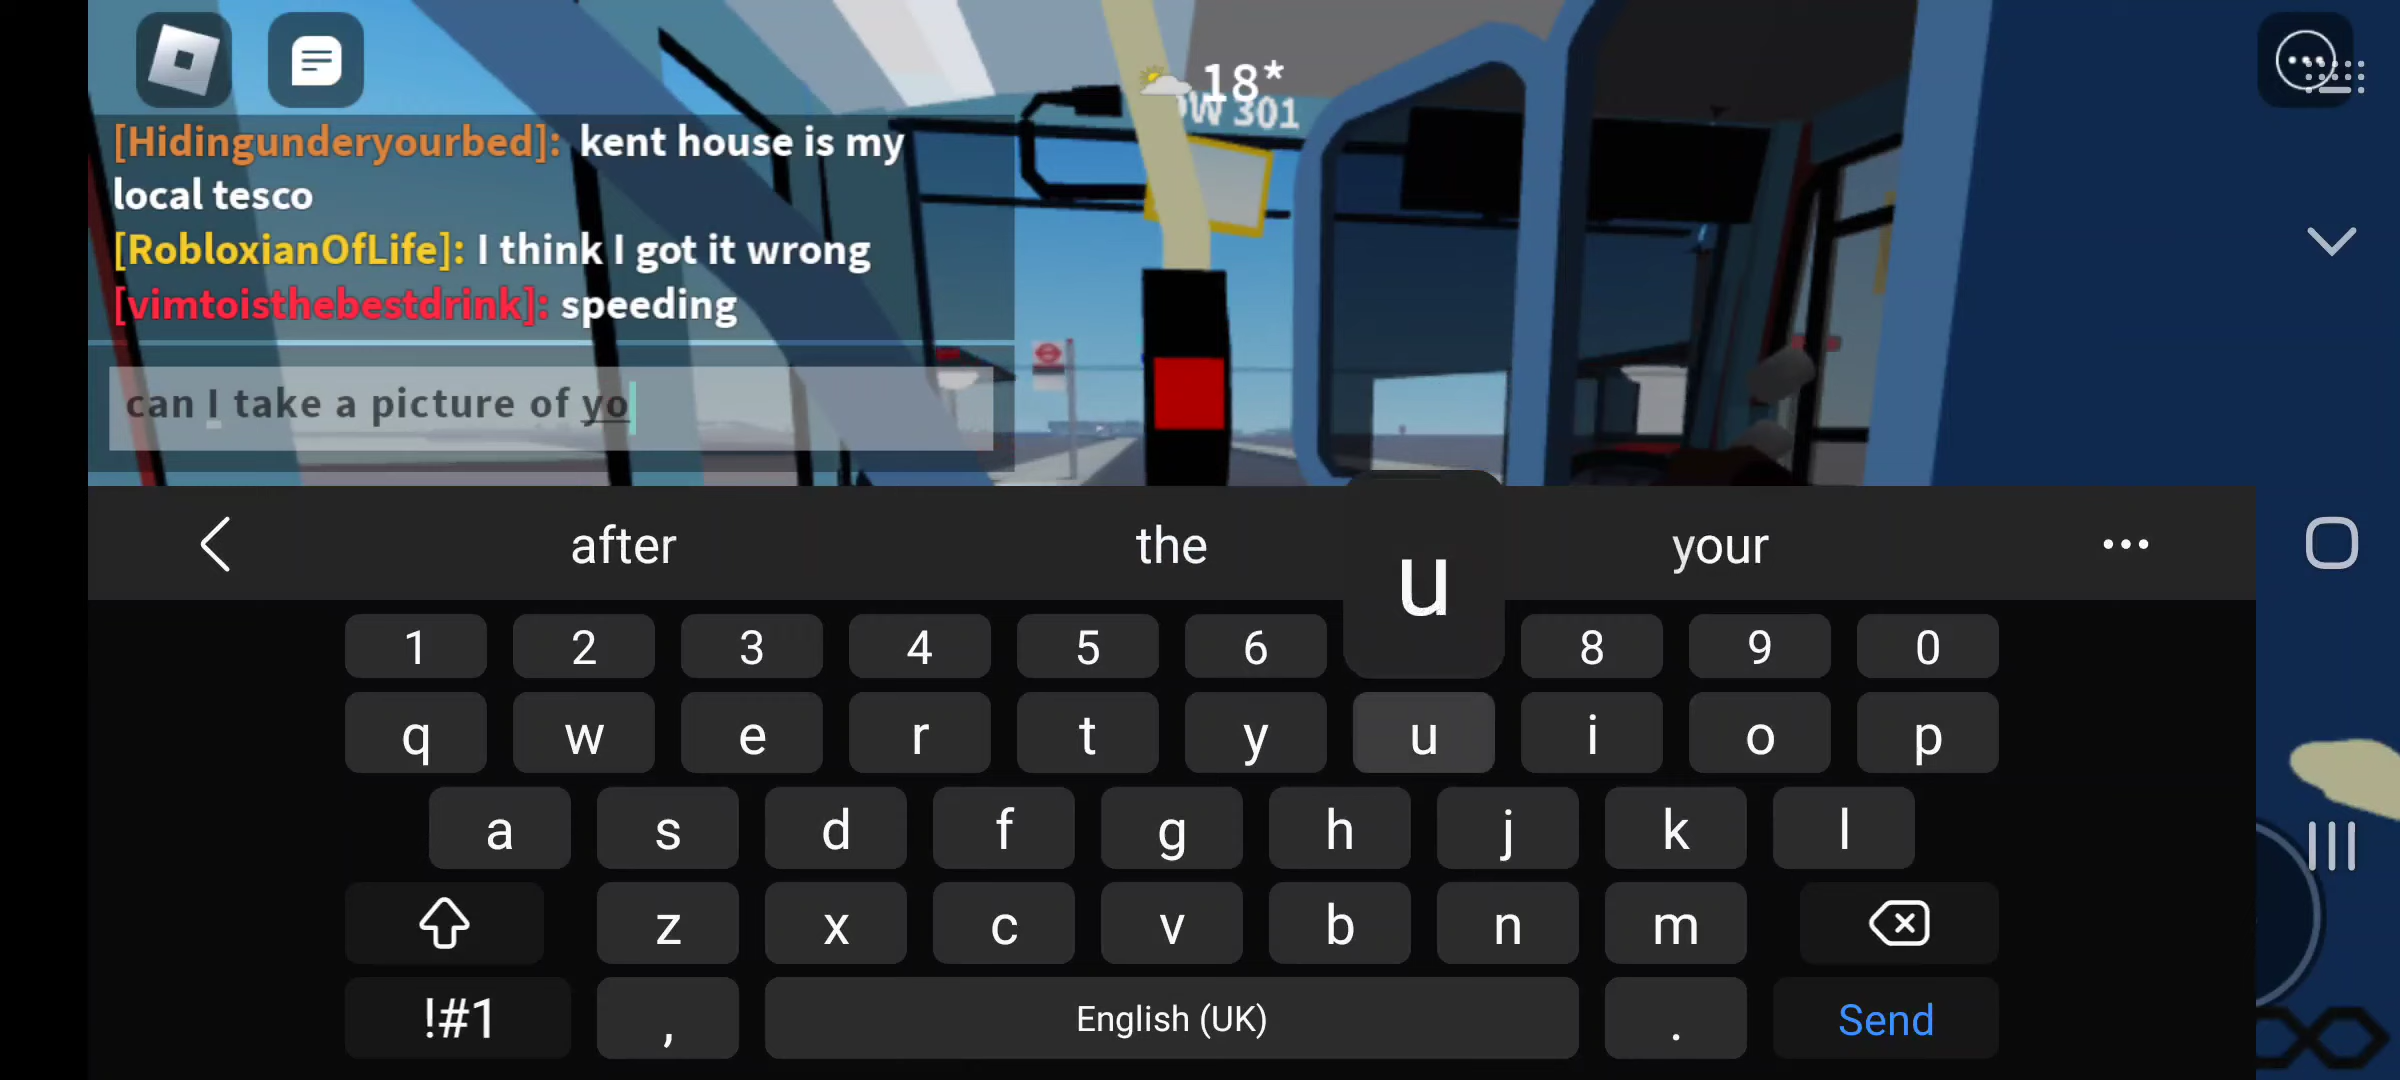 18*
OW 301
[Hidingunderyourbed]: kent house is my
local tesco
[RobloxianOfLife]: I think I got it wrong
[vimtoisthebestdrink]: speeding
can I take a picture of yo
after the your
u
1 2 3 4 5 6 8 9 0
q w e r t y u i o p
a s d f g h j k l
z x c v b n m
!#1 , English (UK) . Send